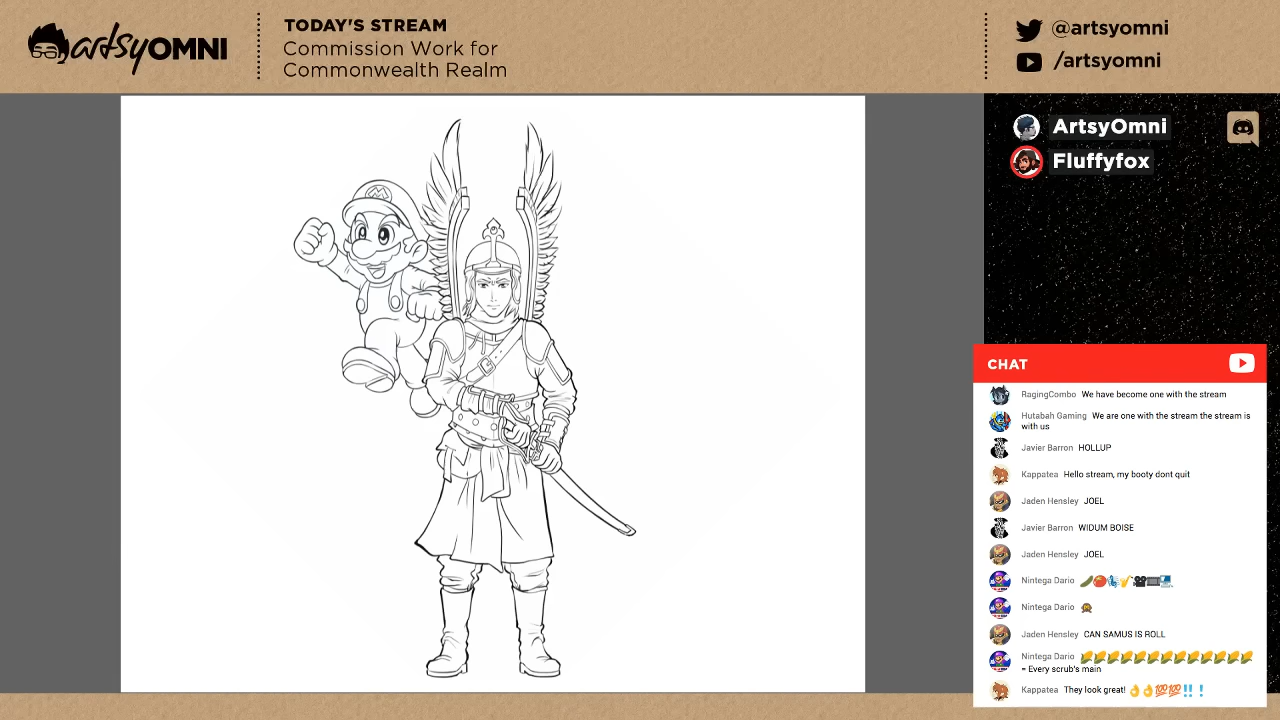 artsyOMNI
TODAY'S STREAM
Commission Work for
Commonwealth Realm
@artsyomni
/artsyomni
ArtsyOmni
Fluffyfox
M
CHAT
RagingCombo We have become one with the stream
Hutabah Gaming We are one with the stream the stream is
with us
Javier Barron HOLLUP
Kappatea Hello stream, my booty dont quit
Jaden Hensley JOEL
Javier Barron WIDUM BOISE
Jaden Hensley JOEL
Nintega Dario
Nintega Dario
Jaden Hensley CAN SAMUS IS ROLL
Nintega Dario 🌽🌽🌽🌽🌽🌽🌽🌽🌽🌽🌽🌽🌽
= Every scrub's main
Kappatea They look great! 👌👌💯💯‼❗